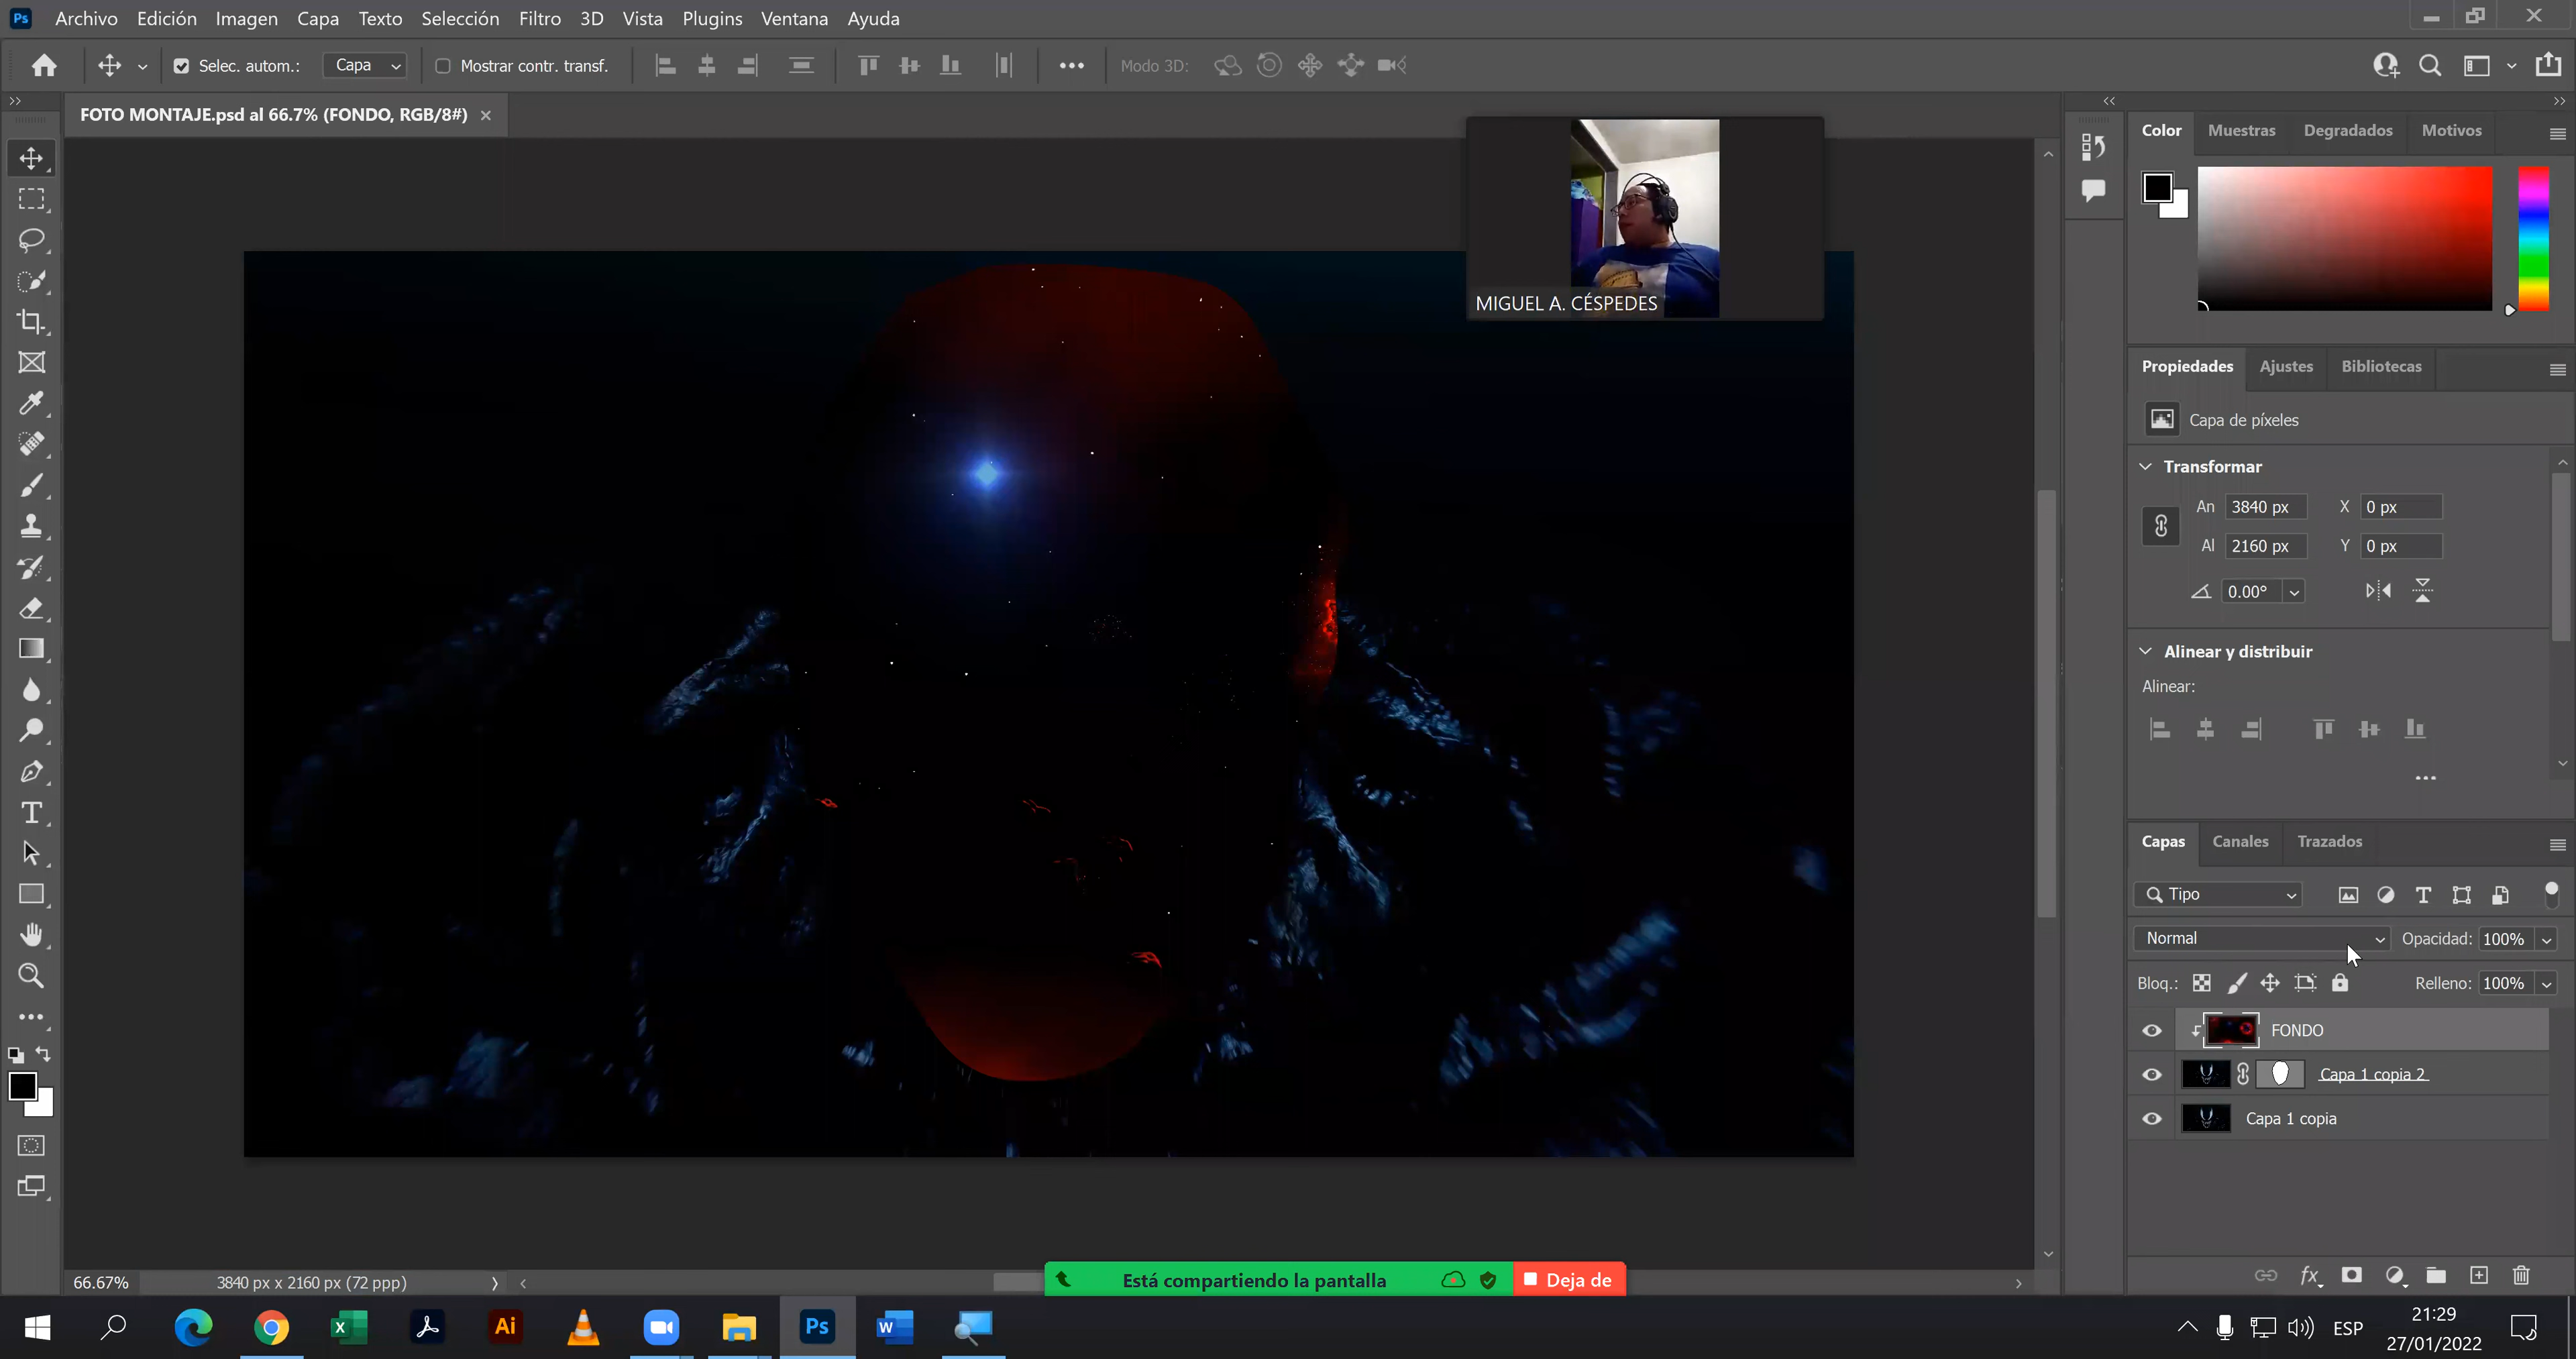 Ps Archivo Edición Imagen Capa Texto Selección Filtro 3D Vista Plugins Ventana Ayuda
Selec. autom.: Capa Mostrar contr. transf. Modo 3D:
FOTO MONTAJE.psd al 66.7% (FONDO, RGB/8#)
MIGUEL A. CÉSPEDES
Color Muestras Degradados Motivos
Propiedades Ajustes Bibliotecas
Capa de píxeles
Transformar
An 3840 px X 0 px
Al 2160 px Y 0 px
0.00°
Alinear y distribuir
Alinear:
Capas Canales Trazados
Tipo
Normal Opacidad: 100%
Bloq.: Relleno: 100%
FONDO
Capa 1 copia 2
Capa 1 copia
fx
66.67% 3840 px x 2160 px (72 ppp)
Está compartiendo la pantalla Deja de
Ai Ps W
ESP
21:29
27/01/2022